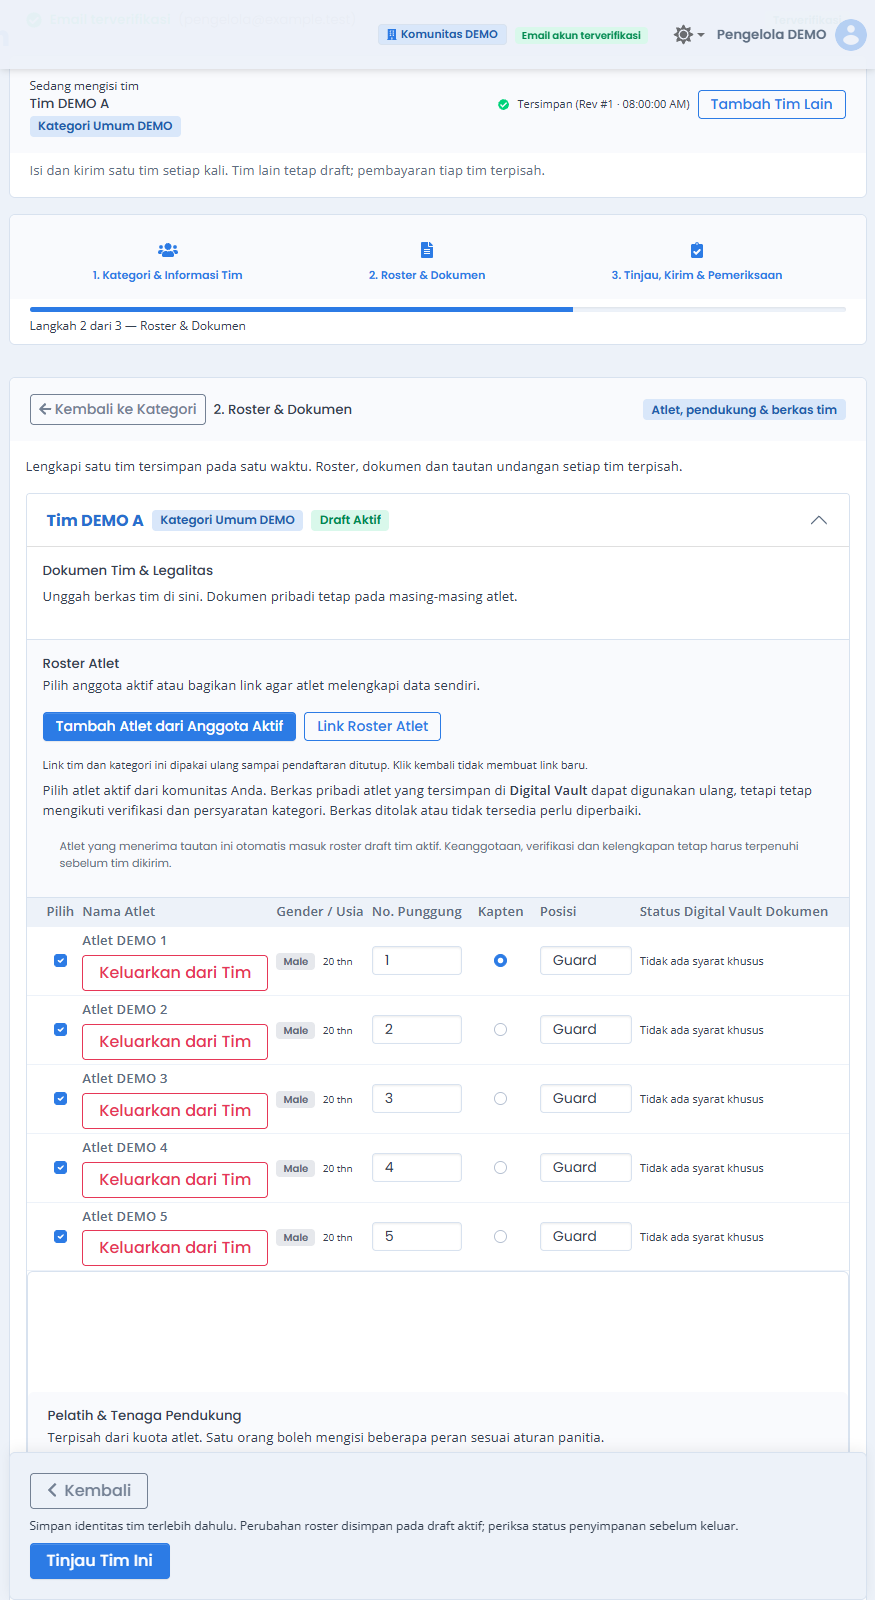 Komunitas DEMO
Email akun terverifikasi
Pengelola DEMO
Sedang mengisi tim
Tim DEMO A
Kategori Umum DEMO
Tersimpan (Rev #1 · 08:00:00 AM)
Tambah Tim Lain
Isi dan kirim satu tim setiap kali. Tim lain tetap draft; pembayaran tiap tim terpisah.
1. Kategori & Informasi Tim
2. Roster & Dokumen
3. Tinjau, Kirim & Pemeriksaan
Langkah 2 dari 3 — Roster & Dokumen
Kembali ke Kategori
2. Roster & Dokumen
Atlet, pendukung & berkas tim
Lengkapi satu tim tersimpan pada satu waktu. Roster, dokumen dan tautan undangan setiap tim terpisah.
Tim DEMO A
Kategori Umum DEMO
Draft Aktif
Dokumen Tim & Legalitas
Unggah berkas tim di sini. Dokumen pribadi tetap pada masing-masing atlet.
Roster Atlet
Pilih anggota aktif atau bagikan link agar atlet melengkapi data sendiri.
Tambah Atlet dari Anggota Aktif
Link Roster Atlet
Link tim dan kategori ini dipakai ulang sampai pendaftaran ditutup. Klik kembali tidak membuat link baru.
Pilih atlet aktif dari komunitas Anda. Berkas pribadi atlet yang tersimpan di Digital Vault dapat digunakan ulang, tetapi tetap
mengikuti verifikasi dan persyaratan kategori. Berkas ditolak atau tidak tersedia perlu diperbaiki.
Atlet yang menerima tautan ini otomatis masuk roster draft tim aktif. Keanggotaan, verifikasi dan kelengkapan tetap harus terpenuhi
sebelum tim dikirim.
Pilih Nama Atlet Gender / Usia No. Punggung Kapten Posisi Status Digital Vault Dokumen
Atlet DEMO 1
Keluarkan dari Tim Male 20 thn 1 Guard Tidak ada syarat khusus
Atlet DEMO 2
Keluarkan dari Tim Male 20 thn 2 Guard Tidak ada syarat khusus
Atlet DEMO 3
Keluarkan dari Tim Male 20 thn 3 Guard Tidak ada syarat khusus
Atlet DEMO 4
Keluarkan dari Tim Male 20 thn 4 Guard Tidak ada syarat khusus
Atlet DEMO 5
Keluarkan dari Tim Male 20 thn 5 Guard Tidak ada syarat khusus
Pelatih & Tenaga Pendukung
Terpisah dari kuota atlet. Satu orang boleh mengisi beberapa peran sesuai aturan panitia.
Kembali
Simpan identitas tim terlebih dahulu. Perubahan roster disimpan pada draft aktif; periksa status penyimpanan sebelum keluar.
Tinjau Tim Ini